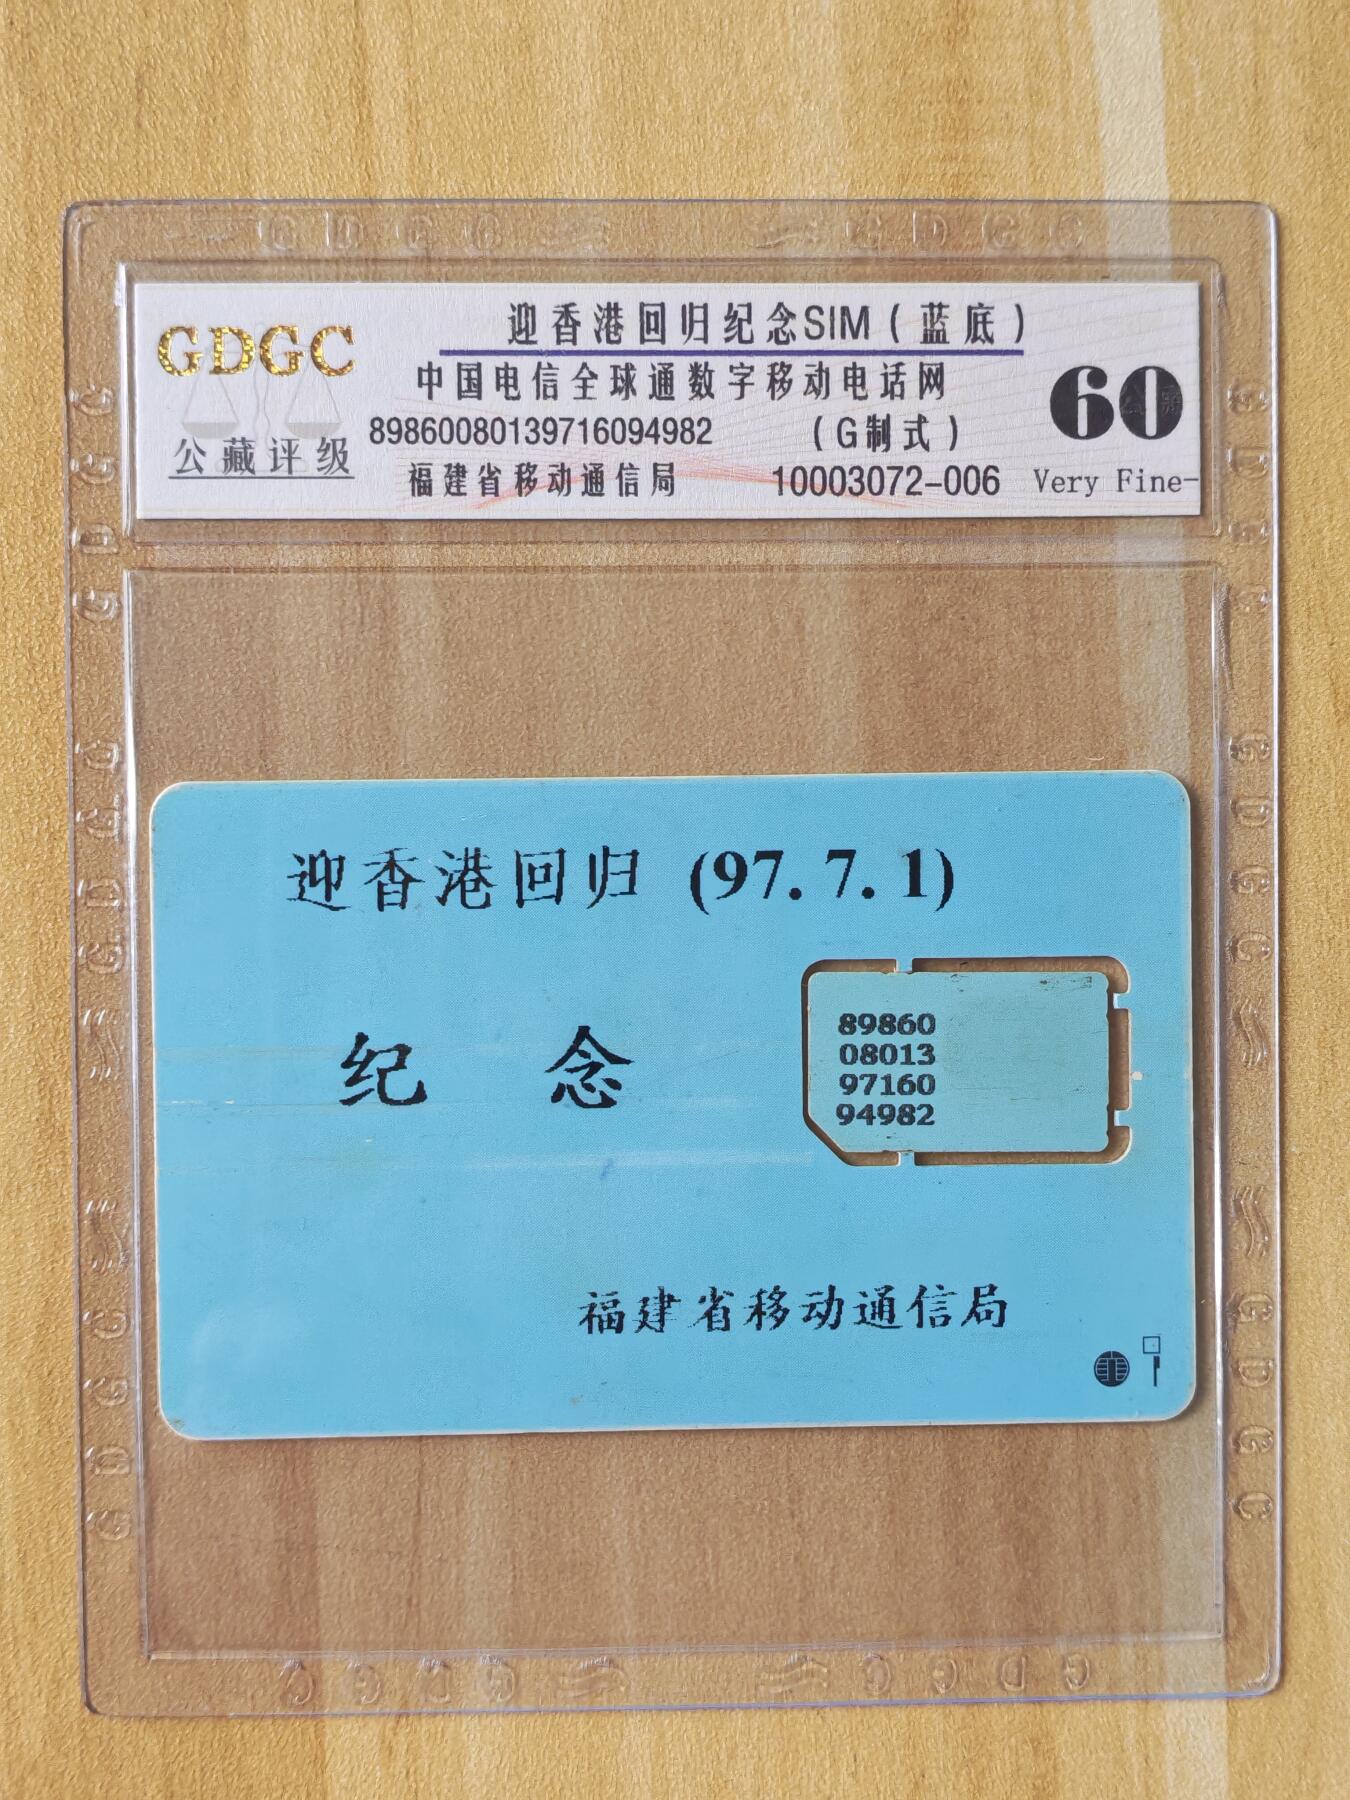 GDGC
公藏评级
迎香港回归纪念SIM(蓝底)
中国电信全球通数字移动电话网
89860080139716094982 (G制式)
福建省移动通信局 10003072-006
60
Very Fine-
迎香港回归 (97.7.1)
纪 念
89860
08013
97160
94982
福建省移动通信局